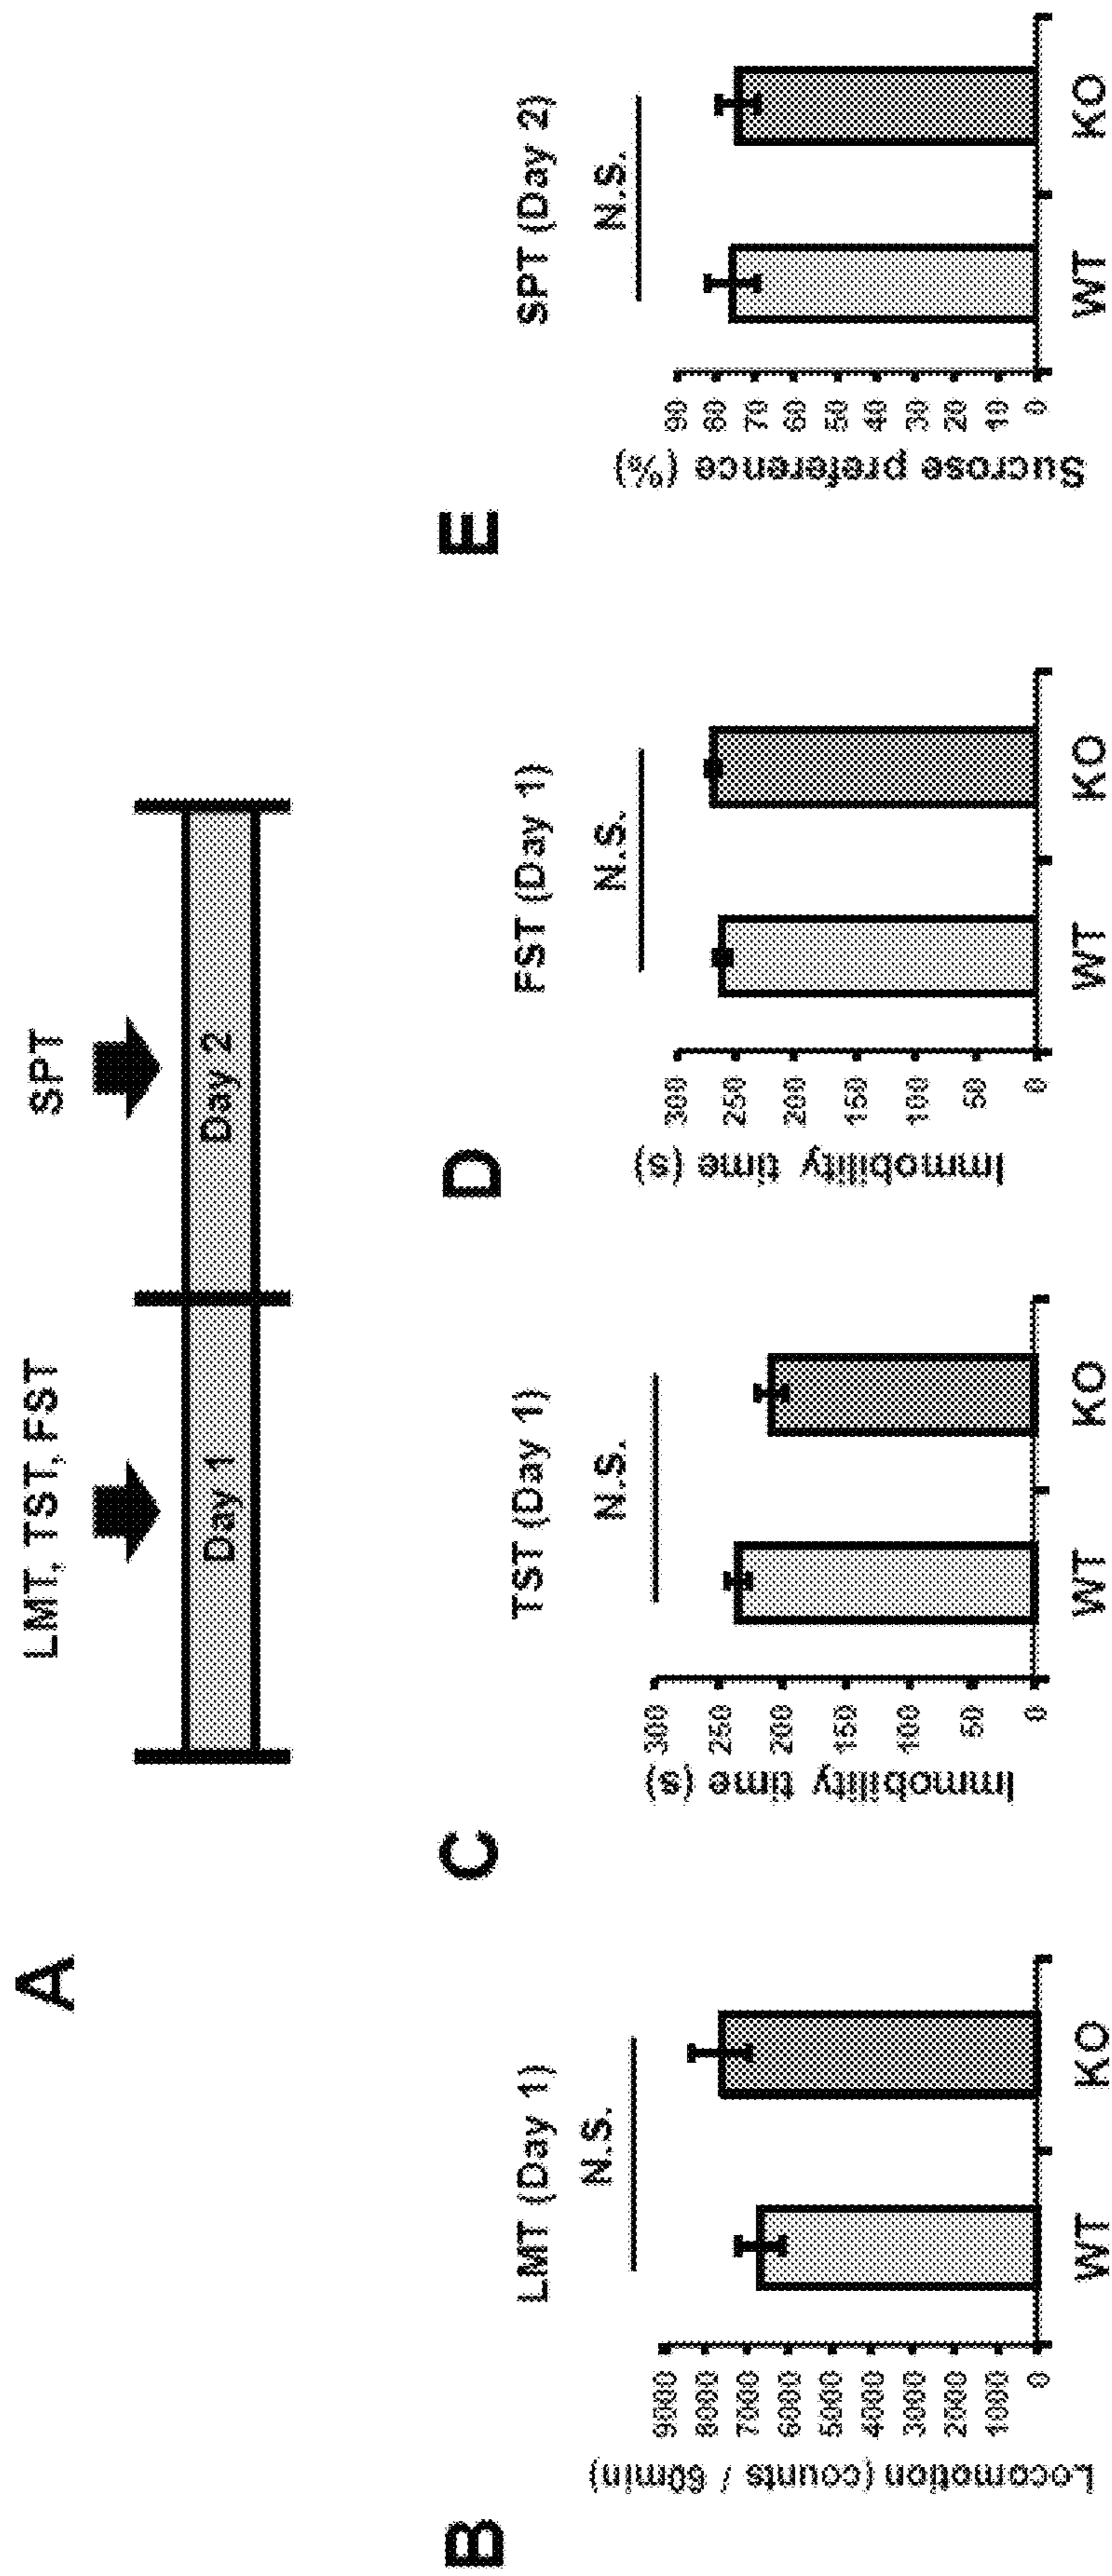 A
LMT, TST, FST
SPT
Day 1
Day 2
B
LMT (Day 1)
N.S.
Locomotion (counts / 60min)
9000
8000
7000
6000
5000
4000
3000
2000
1000
0
WT
KO
C
TST (Day 1)
N.S.
Immobility time (s)
300
250
200
150
100
50
0
WT
KO
D
FST (Day 1)
N.S.
Immobility time (s)
300
250
200
150
100
50
0
WT
KO
E
SPT (Day 2)
N.S.
Sucrose preference (%)
90
80
70
60
50
40
30
20
10
0
WT
KO